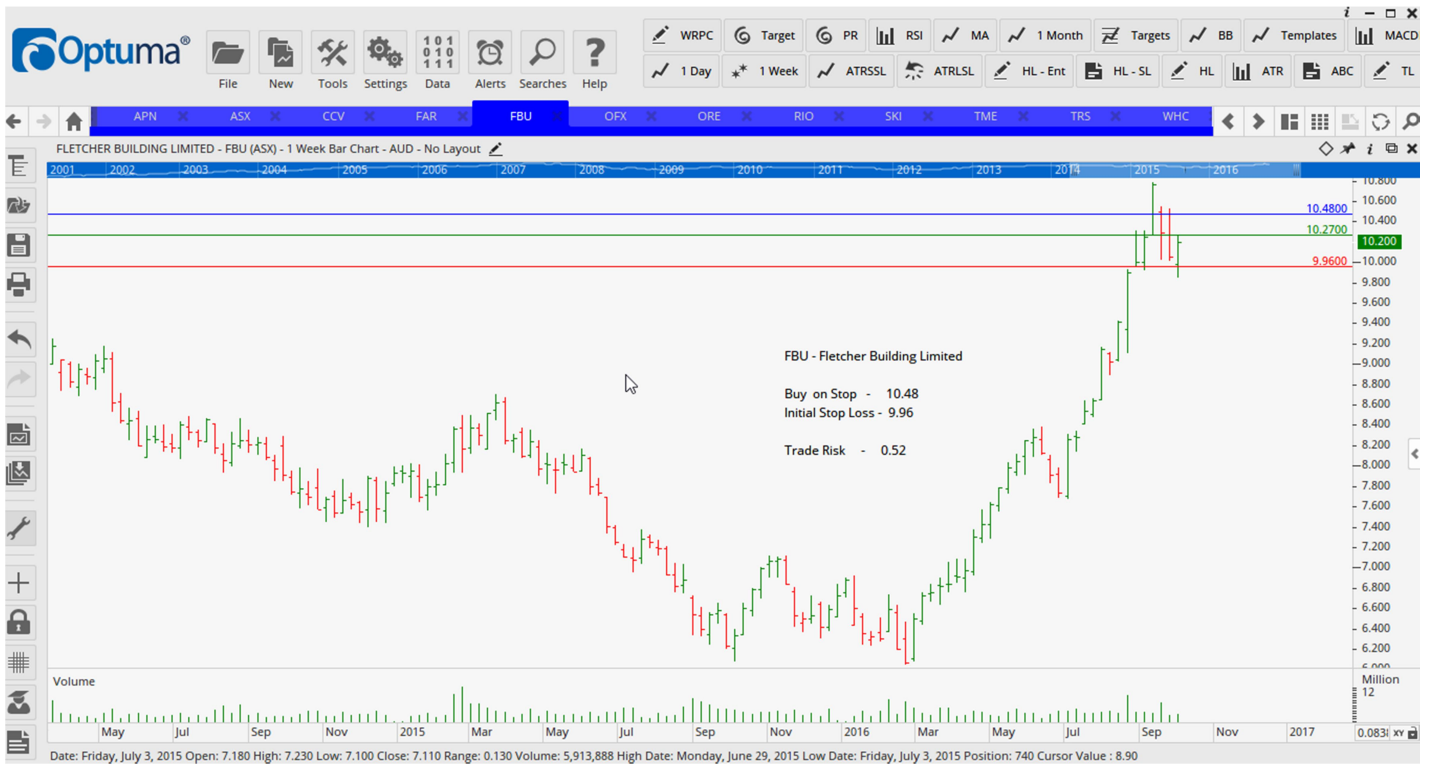 Optuma®
File New Tools Settings Data Alerts Searches Help
101
010
111
WRPC Target PR RSI MA 1 Month Targets BB Templates MACD
1 Day 1 Week ATRSSL ATRLSL HL - Ent HL - SL HL ATR ABC TL
APN ASX CCV FAR FBU OFX ORE RIO SKI TME TRS WHC
FLETCHER BUILDING LIMITED - FBU (ASX) - 1 Week Bar Chart - AUD - No Layout
2001 2002 2003 2004 2005 2006 2007 2008 2009 2010 2011 2012 2013 2014 2015 2016
10.800
10.600
10.4800
10.400
10.2700
10.200
10.000
9.9600
9.800
9.600
9.400
9.200
9.000
8.800
8.600
8.400
8.200
8.000
7.800
7.600
7.400
7.200
7.000
6.800
6.600
6.400
6.200
6.000
FBU - Fletcher Building Limited
Buy on Stop - 10.48
Initial Stop Loss - 9.96
Trade Risk - 0.52
Volume
Million
12
May Jul Sep Nov 2015 Mar May Jul Sep Nov 2016 Mar May Jul Sep Nov 2017
XY
Date: Friday, July 3, 2015 Open: 7.180 High: 7.230 Low: 7.100 Close: 7.110 Range: 0.130 Volume: 5,913,888 High Date: Monday, June 29, 2015 Low Date: Friday, July 3, 2015 Position: 740 Cursor Value : 8.90